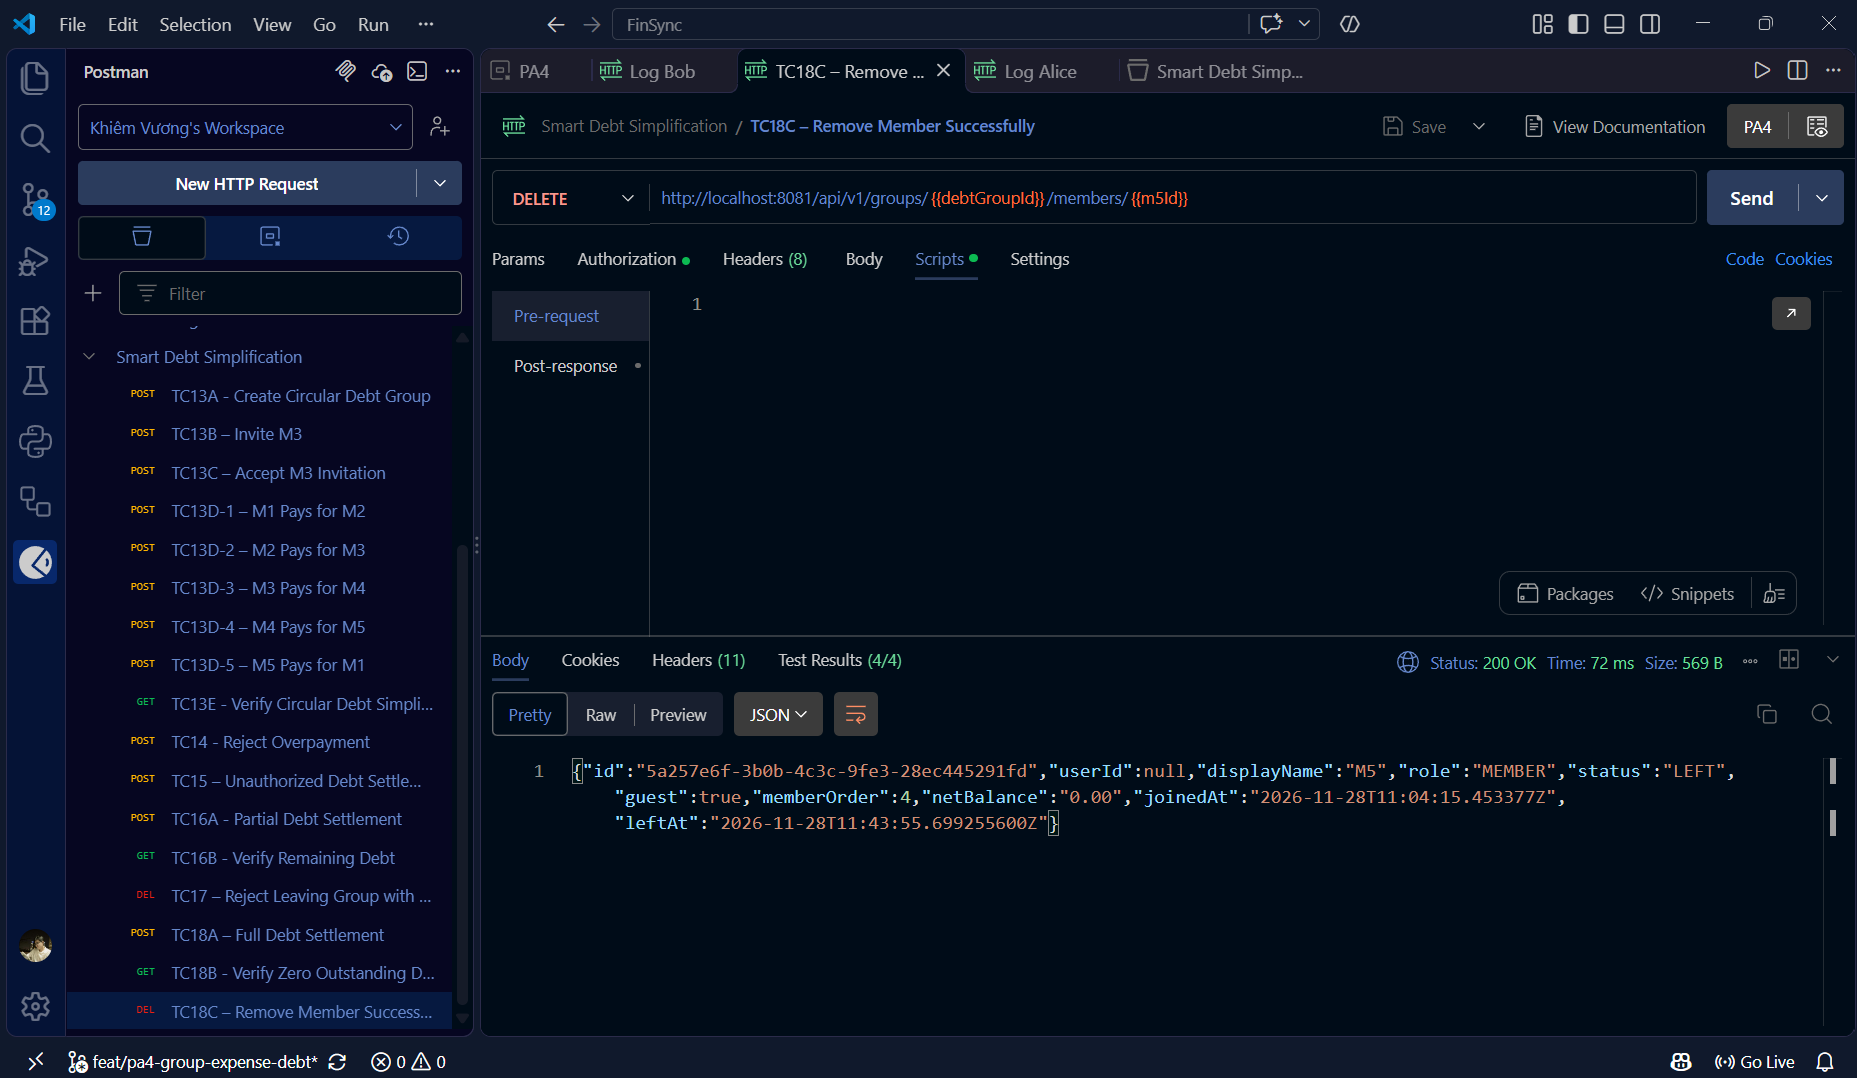 File Edit Selection View Go Run ···
FinSync
Postman
PA4
HTTP Log Bob
HTTP TC18C – Remove ...
HTTP Log Alice
Smart Debt Simp...
Khiêm Vương's Workspace
HTTP Smart Debt Simplification / TC18C – Remove Member Successfully
Save
View Documentation
PA4
New HTTP Request
DELETE
http://localhost:8081/api/v1/groups/{{debtGroupId}}/members/{{m5Id}}
Send
12
Params Authorization Headers (8) Body Scripts Settings
Code Cookies
Filter
Pre-request
1
Post-response
Smart Debt Simplification
POST TC13A - Create Circular Debt Group
POST TC13B – Invite M3
POST TC13C – Accept M3 Invitation
POST TC13D-1 – M1 Pays for M2
POST TC13D-2 – M2 Pays for M3
POST TC13D-3 – M3 Pays for M4
POST TC13D-4 – M4 Pays for M5
POST TC13D-5 – M5 Pays for M1
GET TC13E - Verify Circular Debt Simpli...
POST TC14 - Reject Overpayment
POST TC15 – Unauthorized Debt Settle...
POST TC16A - Partial Debt Settlement
GET TC16B - Verify Remaining Debt
DEL TC17 – Reject Leaving Group with ...
POST TC18A – Full Debt Settlement
GET TC18B - Verify Zero Outstanding D...
DEL TC18C – Remove Member Success...
Packages
</> Snippets
Body Cookies Headers (11) Test Results (4/4)
Status: 200 OK Time: 72 ms Size: 569 B
Pretty Raw Preview JSON
1 {"id":"5a257e6f-3b0b-4c3c-9fe3-28ec445291fd","userId":null,"displayName":"M5","role":"MEMBER","status":"LEFT",
"guest":true,"memberOrder":4,"netBalance":"0.00","joinedAt":"2026-11-28T11:04:15.453377Z",
"leftAt":"2026-11-28T11:43:55.699255600Z"}
feat/pa4-group-expense-debt* 0 0
Go Live